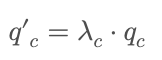 q'_c = λ_c · q_c